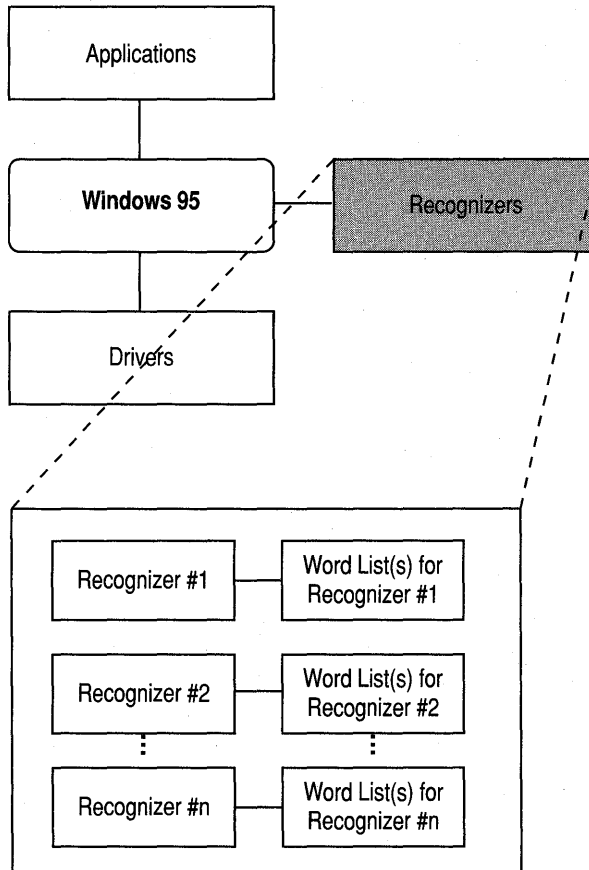 Applications
Windows 95
Recognizers
Drivers
Recognizer #1
Word List(s) for
Recognizer #1
Recognizer #2
Word List(s) for
Recognizer #2
Recognizer #n
Word List(s) for
Recognizer #n